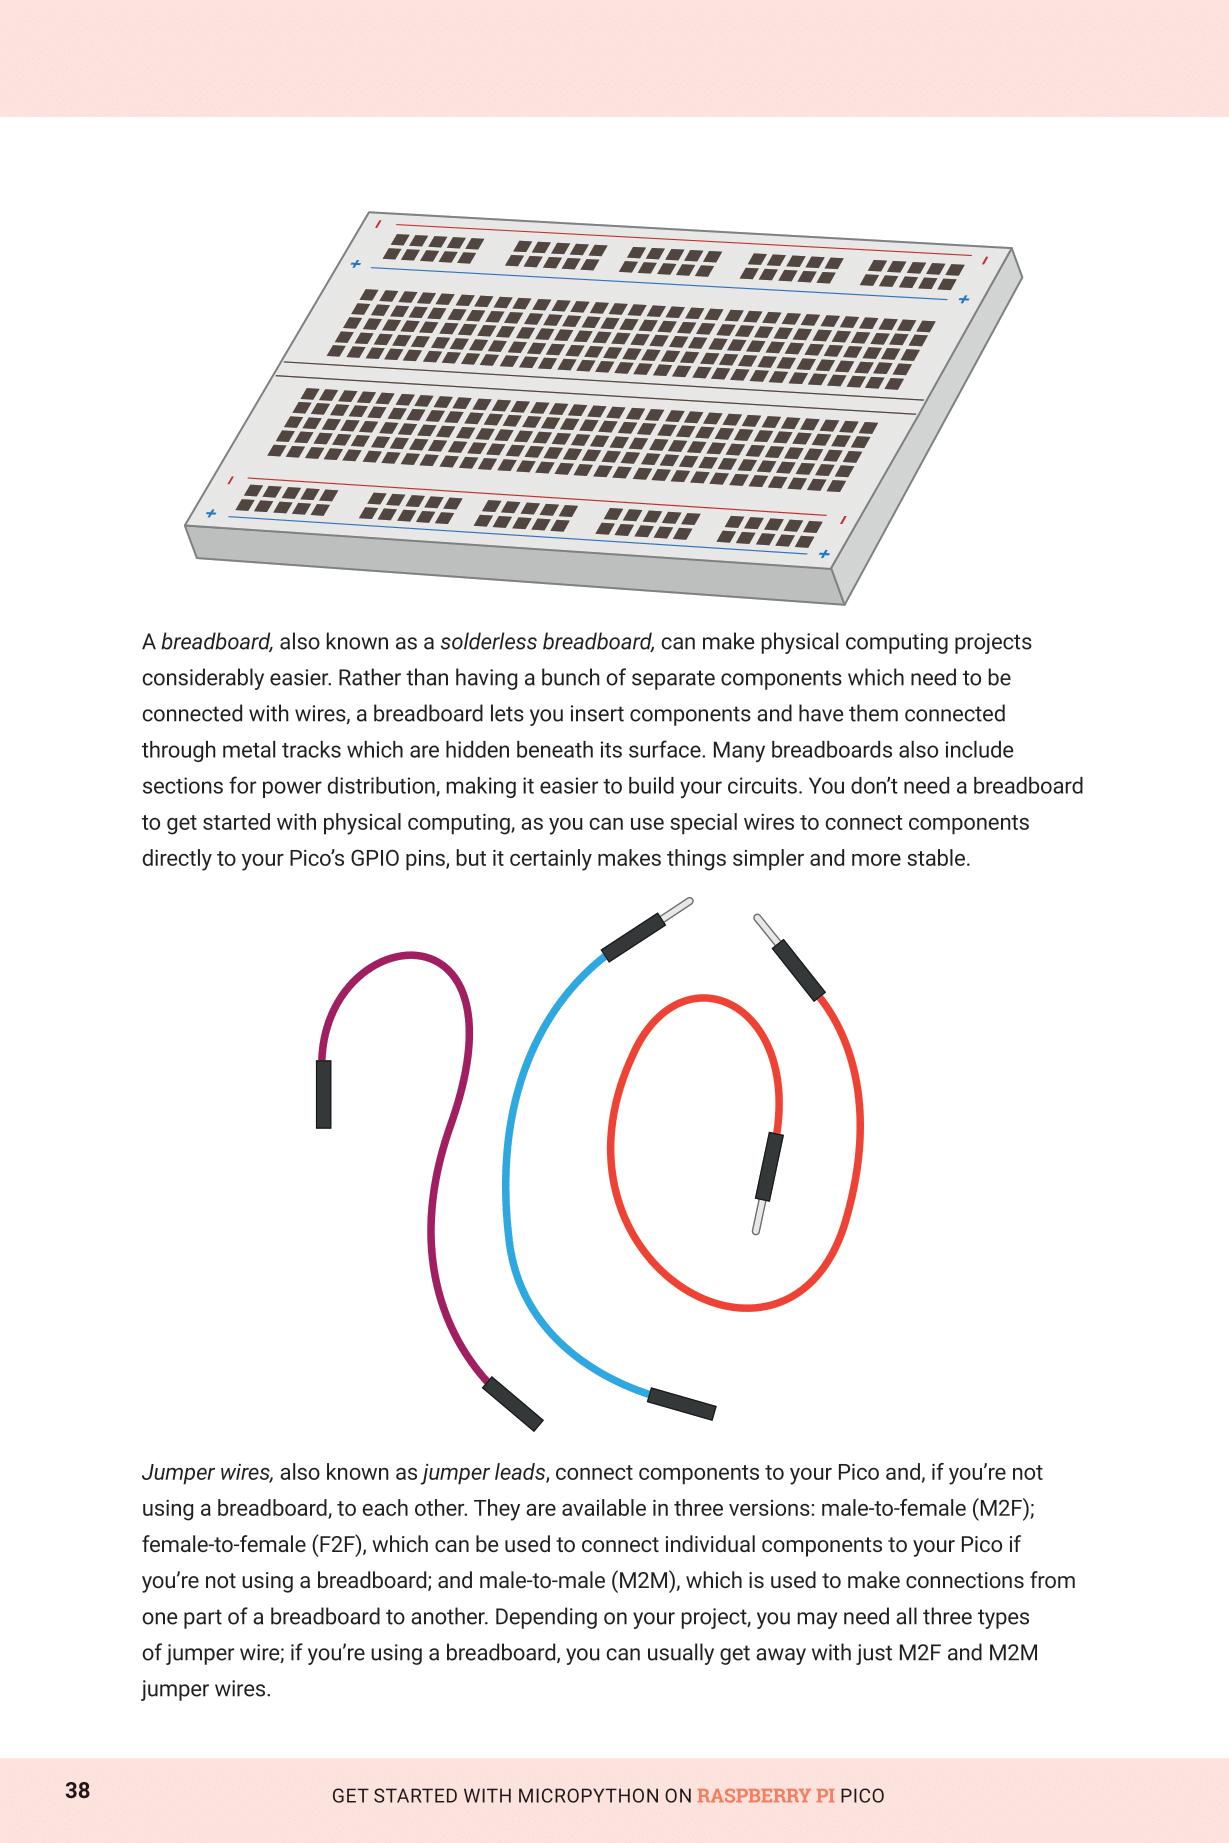 A breadboard, also known as a solderless breadboard, can make physical computing projects
considerably easier. Rather than having a bunch of separate components which need to be
connected with wires, a breadboard lets you insert components and have them connected
through metal tracks which are hidden beneath its surface. Many breadboards also include
sections for power distribution, making it easier to build your circuits. You don’t need a breadboard
to get started with physical computing, as you can use special wires to connect components
directly to your Pico’s GPIO pins, but it certainly makes things simpler and more stable.
Jumper wires, also known as jumper leads, connect components to your Pico and, if you’re not
using a breadboard, to each other. They are available in three versions: male-to-female (M2F);
female-to-female (F2F), which can be used to connect individual components to your Pico if
you’re not using a breadboard; and male-to-male (M2M), which is used to make connections from
one part of a breadboard to another. Depending on your project, you may need all three types
of jumper wire; if you’re using a breadboard, you can usually get away with just M2F and M2M
jumper wires.
38
GET STARTED WITH MICROPYTHON ON RASPBERRY PI PICO